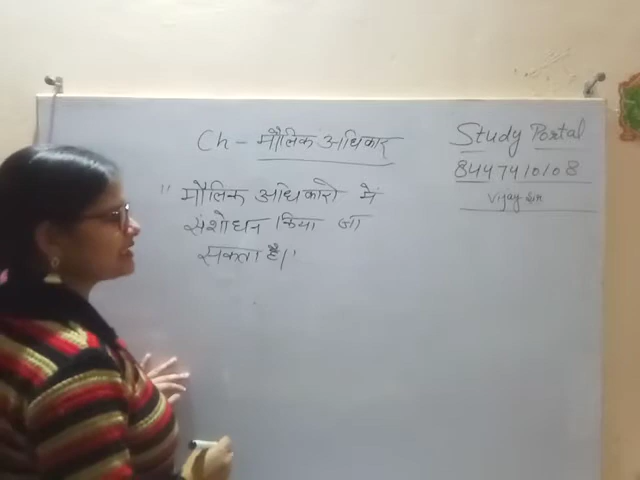 Ch - मौलिक अधिकार
" मौलिक अधिकारो में
संशोधन किया जा
सकता है।"
Study Portal
8447410108
Vijay Sir